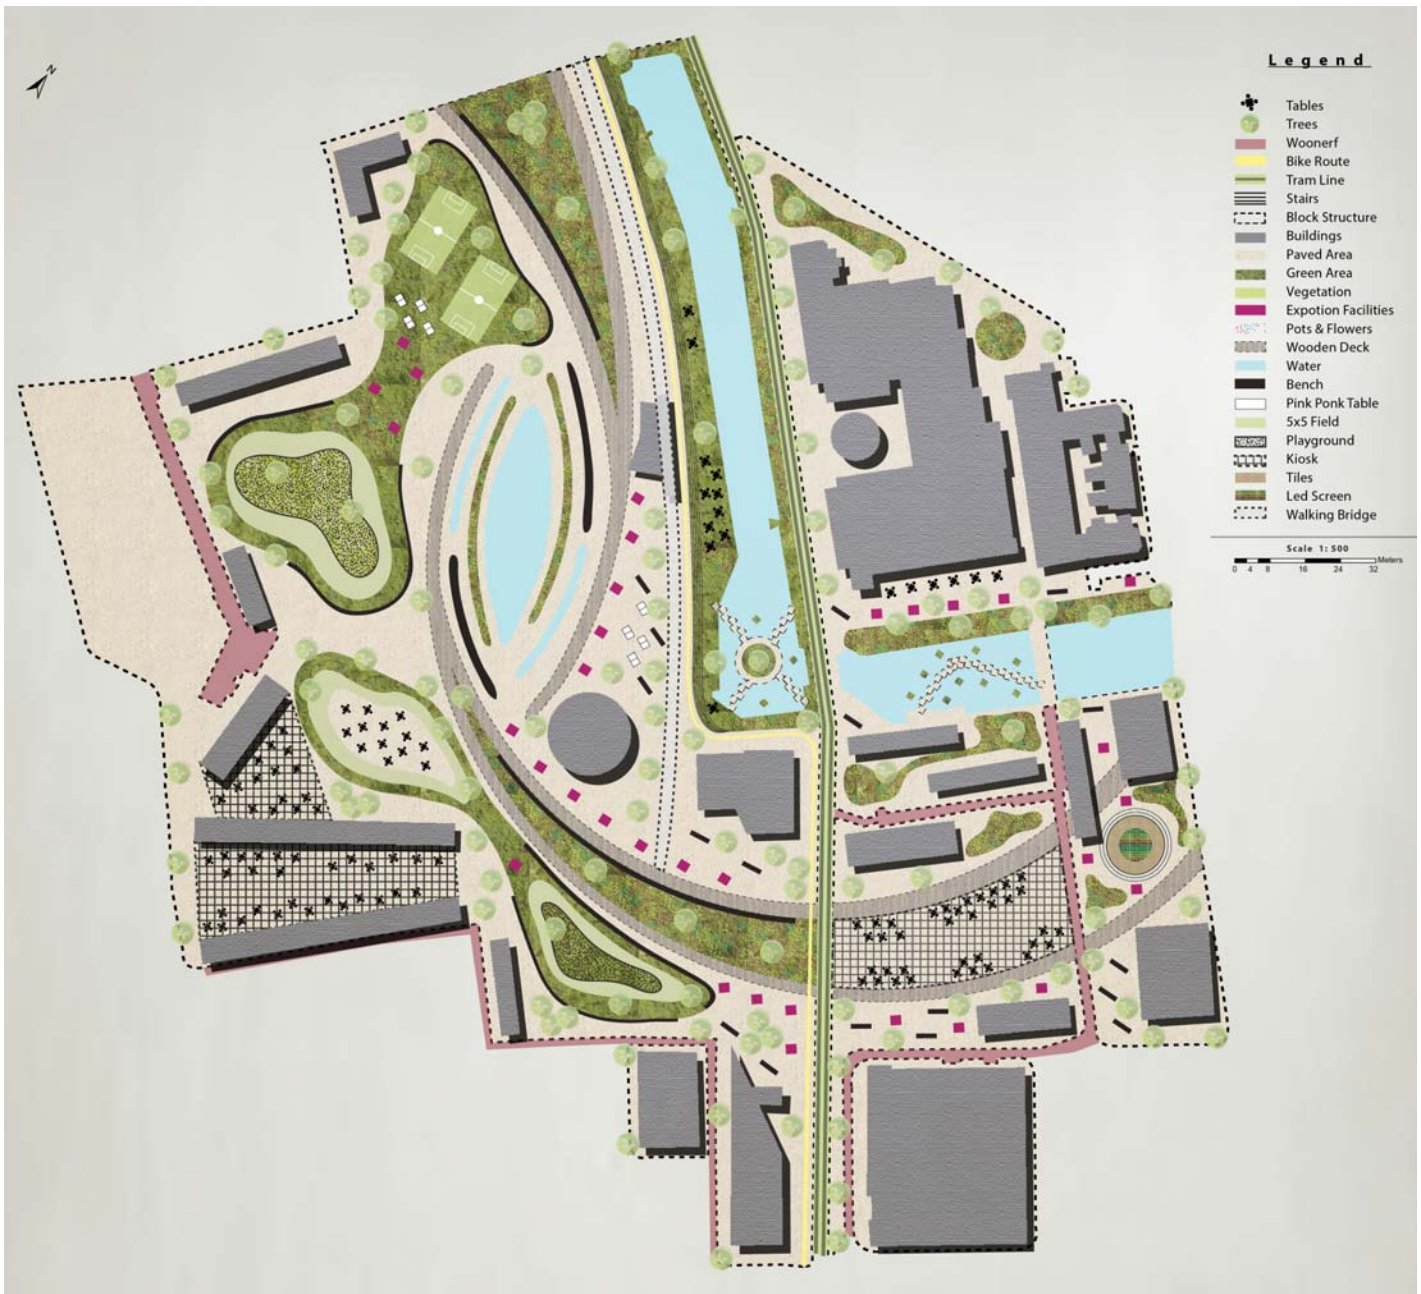 N
Legend
Tables
Trees
Woonerf
Bike Route
Tram Line
Stairs
Block Structure
Buildings
Paved Area
Green Area
Vegetation
Expotion Facilities
Pots & Flowers
Wooden Deck
Water
Bench
Pink Ponk Table
5x5 Field
Playground
Kiosk
Tiles
Led Screen
Walking Bridge
Scale 1: 500
0 4 8 16 24 32 Meters